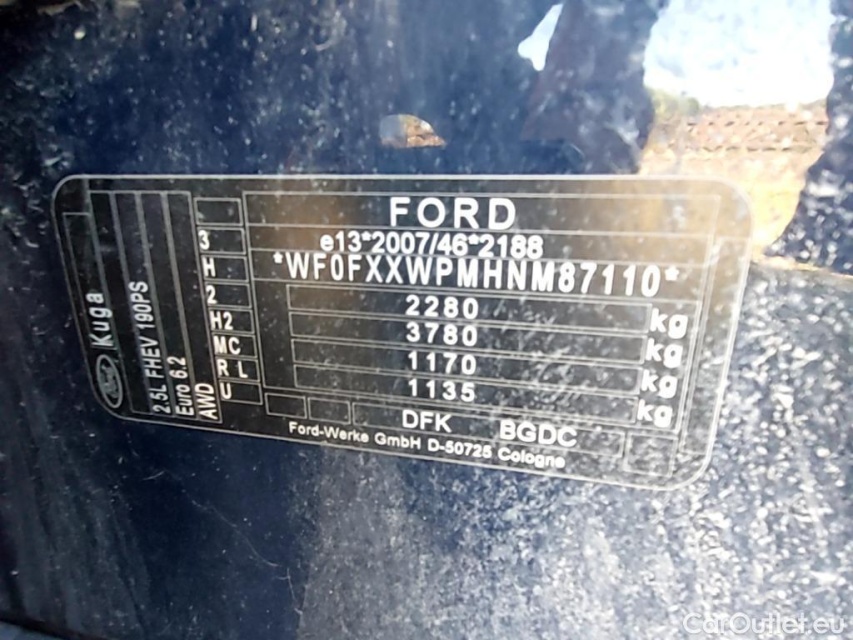 FORD
e13*2007/46*2188
*WF0FXXWPMHNM87110*
2280 kg
3780 kg
1170 kg
1135 kg
DFK BGDC
Ford-Werke GmbH D-50725 Cologne
3
H
2
H2
MC
R L
U
Ford Kuga
2.5L FHEV 190PS
Euro 6.2
AWD
CarOutlet.eu